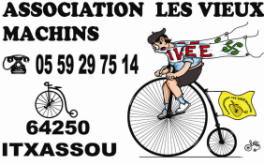 ASSOCIATION LES VIEUX
MACHINS
05 59 29 75 14
IVEE
64250
ITXASSOU